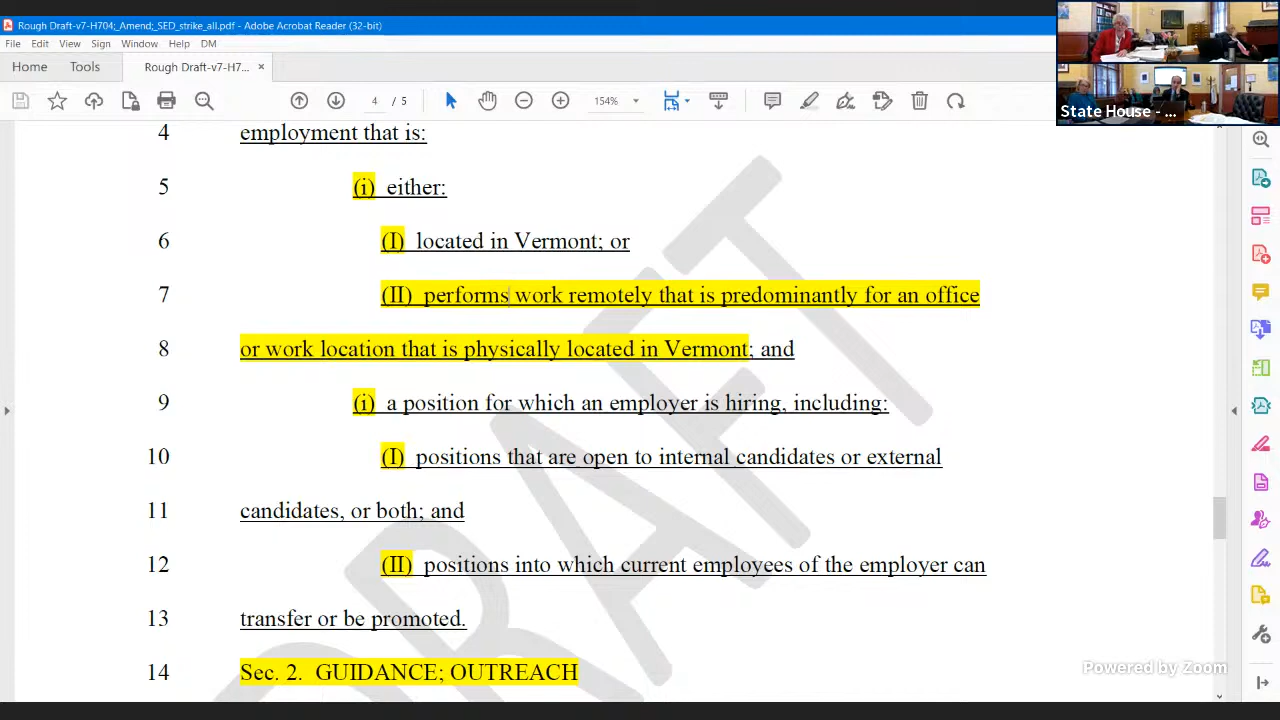 Rough Draft-v7-H704;_Amend;_SED_strike_all.pdf - Adobe Acrobat Reader (32-bit)
File Edit View Sign Window Help DM
Home Tools Rough Draft-v7-H7... ×
4 / 5 154%
State House - ...
4 employment that is:
5 (i) either:
6 (I) located in Vermont; or
7 (II) performs work remotely that is predominantly for an office
8 or work location that is physically located in Vermont; and
9 (i) a position for which an employer is hiring, including:
10 (I) positions that are open to internal candidates or external
11 candidates, or both; and
12 (II) positions into which current employees of the employer can
13 transfer or be promoted.
14 Sec. 2. GUIDANCE; OUTREACH
DRAFT
Powered by Zoom